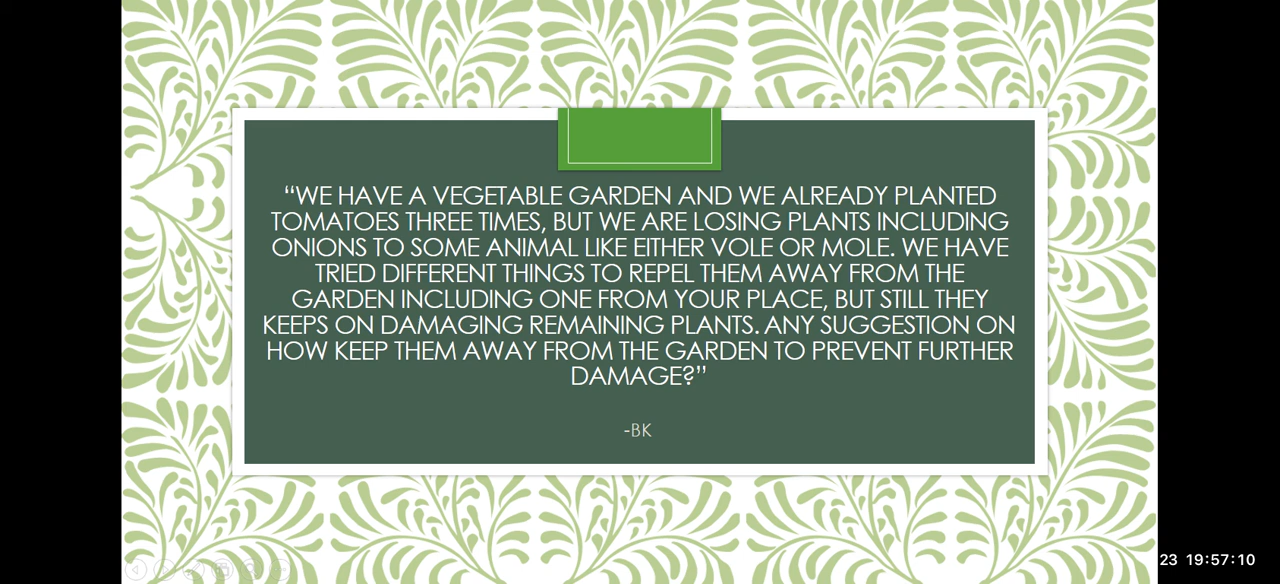 “WE HAVE A VEGETABLE GARDEN AND WE ALREADY PLANTED
TOMATOES THREE TIMES, BUT WE ARE LOSING PLANTS INCLUDING
ONIONS TO SOME ANIMAL LIKE EITHER VOLE OR MOLE. WE HAVE
TRIED DIFFERENT THINGS TO REPEL THEM AWAY FROM THE
GARDEN INCLUDING ONE FROM YOUR PLACE, BUT STILL THEY
KEEPS ON DAMAGING REMAINING PLANTS. ANY SUGGESTION ON
HOW KEEP THEM AWAY FROM THE GARDEN TO PREVENT FURTHER
DAMAGE?”
-BK
23 19:57:10